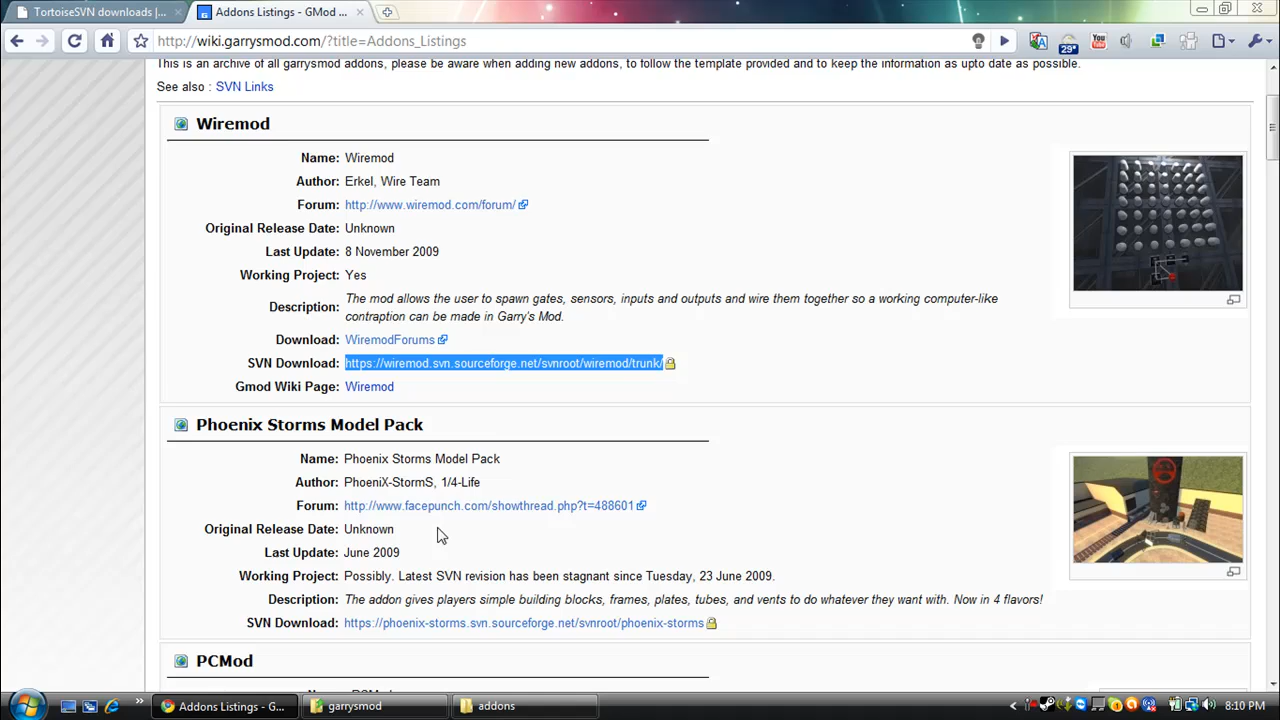 TortoiseSVN downloads |...
Addons Listings - GMod ...
http://wiki.garrysmod.com/?title=Addons_Listings
29°
This is an archive of all garrysmod addons, please be aware when adding new addons, to follow the template provided and to keep the information as upto date as possible.
See also : SVN Links
Wiremod
Name: Wiremod
Author: Erkel, Wire Team
Forum: http://www.wiremod.com/forum/
Original Release Date: Unknown
Last Update: 8 November 2009
Working Project: Yes
Description: The mod allows the user to spawn gates, sensors, inputs and outputs and wire them together so a working computer-like
contraption can be made in Garry's Mod.
Download: WiremodForums
SVN Download: https://wiremod.svn.sourceforge.net/svnroot/wiremod/trunk/
Gmod Wiki Page: Wiremod
Phoenix Storms Model Pack
Name: Phoenix Storms Model Pack
Author: PhoeniX-StormS, 1/4-Life
Forum: http://www.facepunch.com/showthread.php?t=488601
Original Release Date: Unknown
Last Update: June 2009
Working Project: Possibly. Latest SVN revision has been stagnant since Tuesday, 23 June 2009.
Description: The addon gives players simple building blocks, frames, plates, tubes, and vents to do whatever they want with. Now in 4 flavors!
SVN Download: https://phoenix-storms.svn.sourceforge.net/svnroot/phoenix-storms
PCMod
Addons Listings - G...
garrysmod
addons
8:10 PM